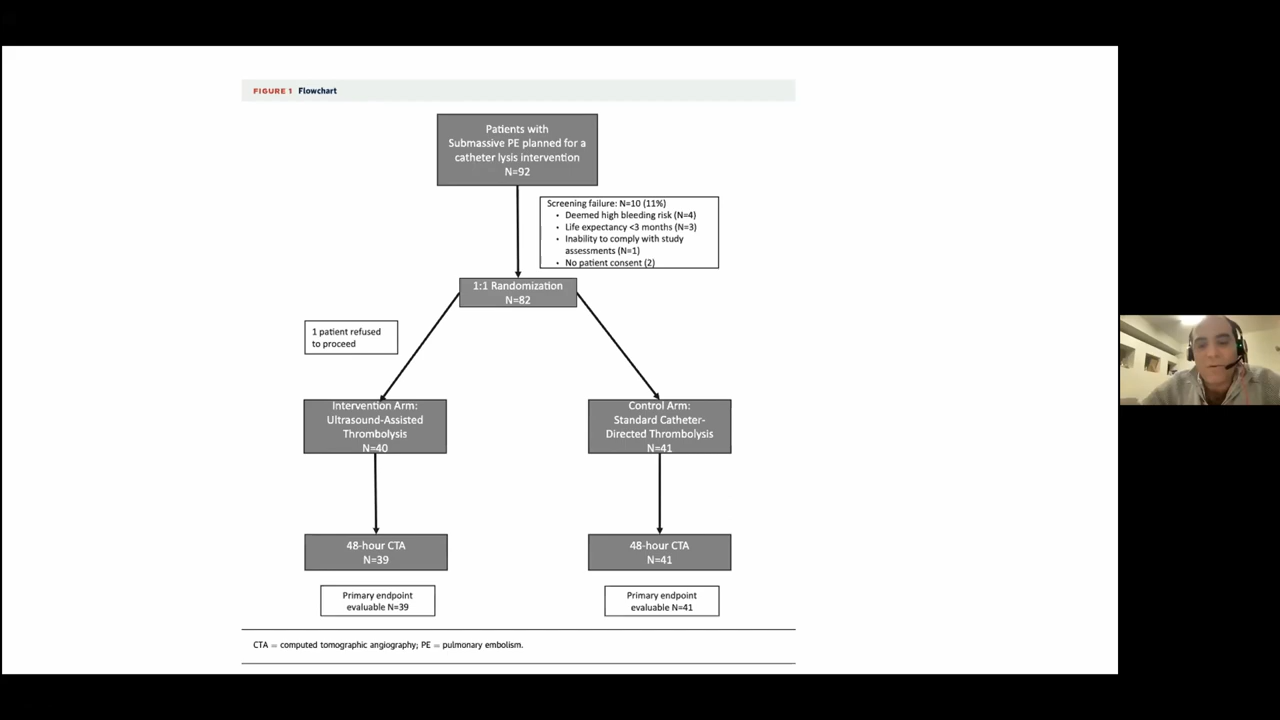 FIGURE 1 Flowchart
Patients with
Submassive PE planned for a
catheter lysis intervention
N=92
Screening failure: N=10 (11%)
• Deemed high bleeding risk (N=4)
• Life expectancy <3 months (N=3)
• Inability to comply with study
assessments (N=1)
• No patient consent (2)
1:1 Randomization
N=82
1 patient refused
to proceed
Intervention Arm:
Ultrasound-Assisted
Thrombolysis
N=40
Control Arm:
Standard Catheter-
Directed Thrombolysis
N=41
48-hour CTA
N=39
48-hour CTA
N=41
Primary endpoint
evaluable N=39
Primary endpoint
evaluable N=41
CTA = computed tomographic angiography; PE = pulmonary embolism.